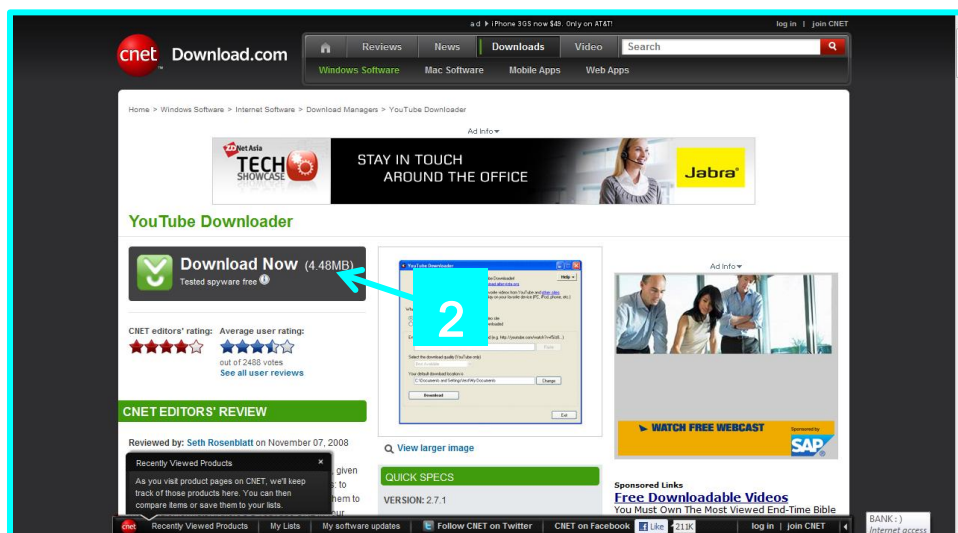 ad iPhone 3GS now $49. Only on AT&T!
log in | join CNET
cnet Download.com
Reviews News Downloads Video Search
Windows Software Mac Software Mobile Apps Web Apps
Home > Windows Software > Internet Software > Download Managers > YouTube Downloader
Ad Info
ZDNetAsia
TECH
SHOWCASE
STAY IN TOUCH
AROUND THE OFFICE
Jabra
YouTube Downloader
Download Now (4.48MB)
Tested spyware free
2
YouTube Downloader
Help
Select the download quality (YouTube only)
Your default download location is
Change
Download
Exit
Ad Info
CNET editors' rating: Average user rating:
out of 2488 votes
See all user reviews
CNET EDITORS' REVIEW
Reviewed by: Seth Rosenblatt on November 07, 2008
View larger image
QUICK SPECS
VERSION: 2.7.1
WATCH FREE WEBCAST
Sponsored by
SAP
Sponsored Links
Free Downloadable Videos
You Must Own The Most Viewed End-Time Bible
Recently Viewed Products ×
As you visit product pages on CNET, we'll keep
track of those products here. You can then
compare items or save them to your lists.
, given
s: to
hem to
our
cnet Recently Viewed Products | My Lists | My software updates | Follow CNET on Twitter | CNET on Facebook Like 211K | log in | join CNET
BANK : )
Internet access